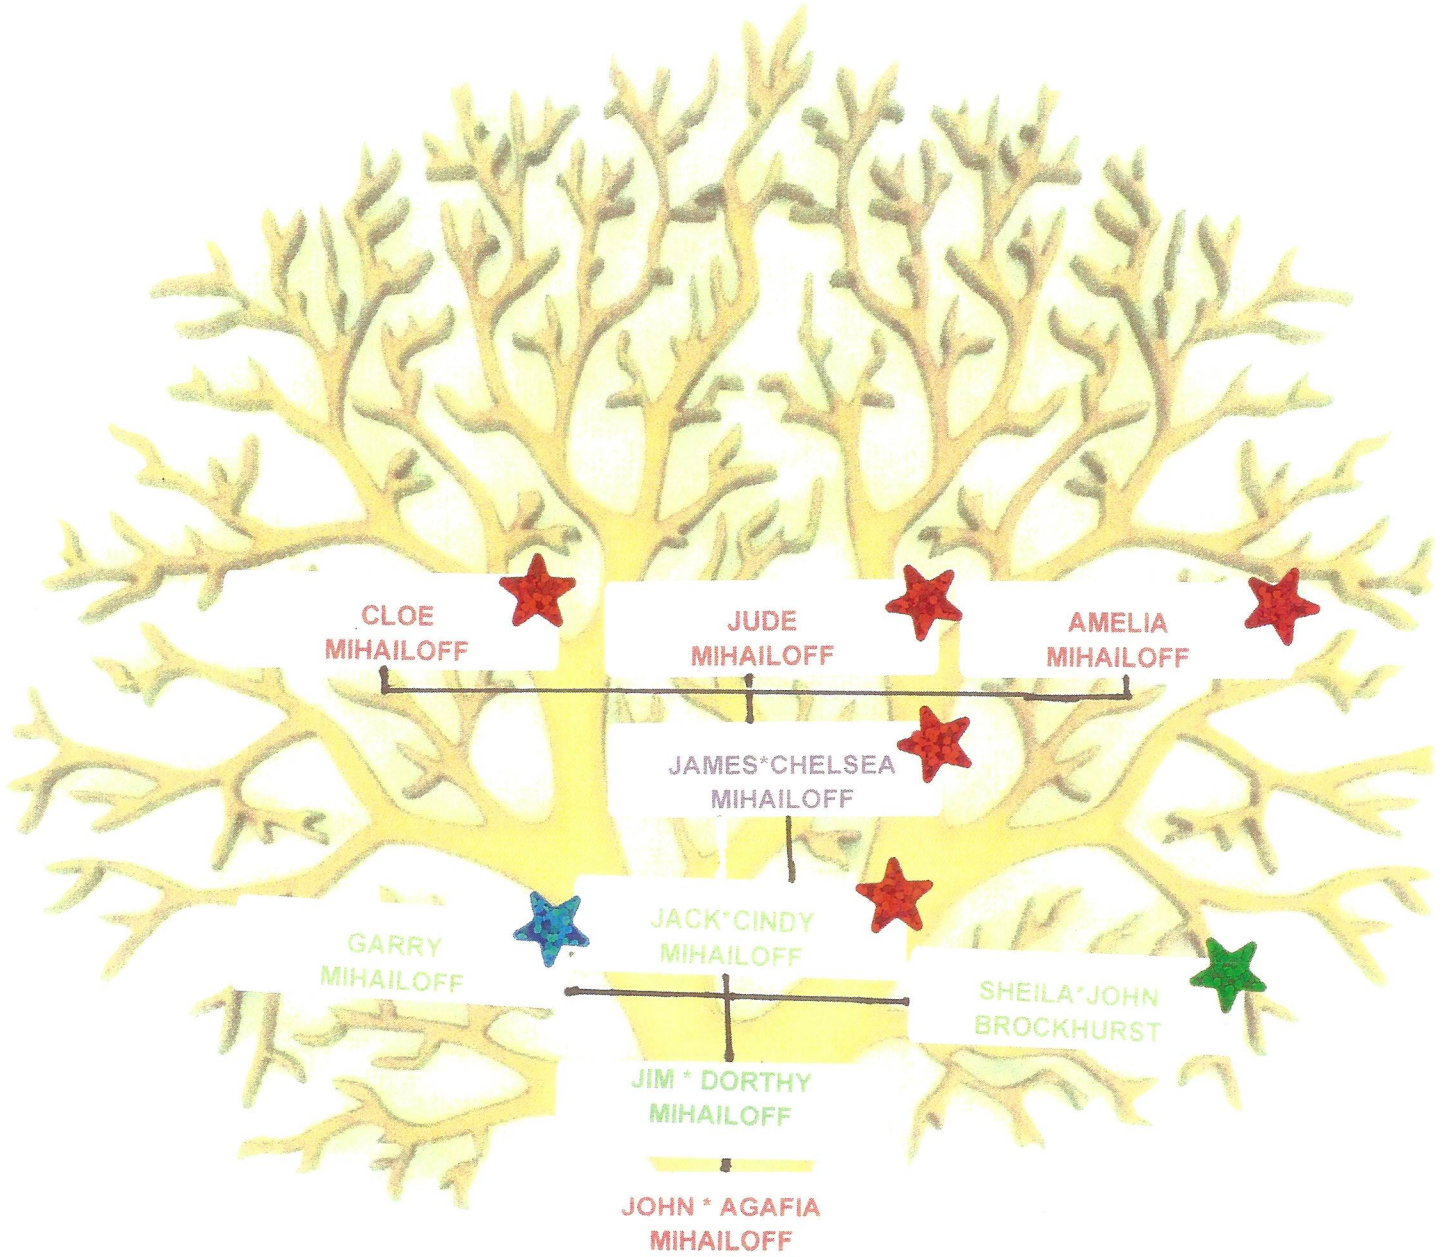 CLOE
MIHAILOFF
JUDE
MIHAILOFF
AMELIA
MIHAILOFF
JAMES*CHELSEA
MIHAILOFF
GARRY
MIHAILOFF
JACK*CINDY
MIHAILOFF
SHEILA*JOHN
BROCKHURST
JIM * DORTHY
MIHAILOFF
JOHN * AGAFIA
MIHAILOFF